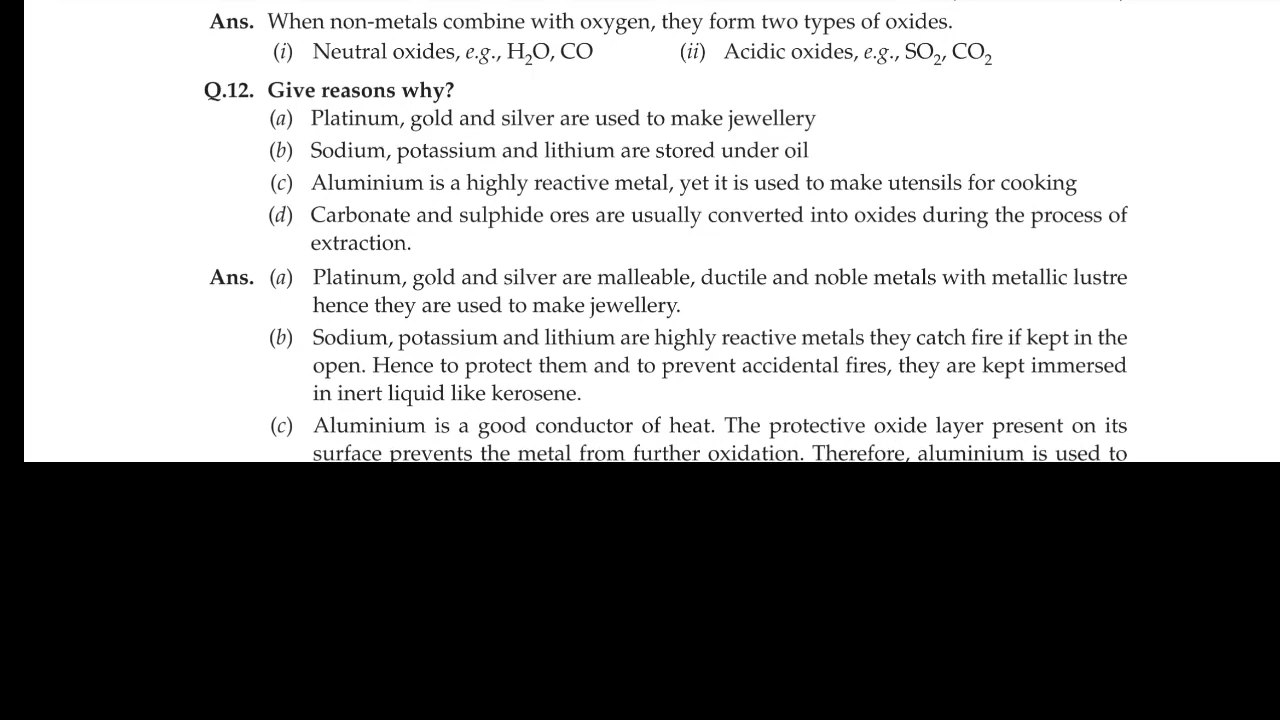 Ans. When non-metals combine with oxygen, they form two types of oxides.
(i) Neutral oxides, e.g., H₂O, CO (ii) Acidic oxides, e.g., SO₂, CO₂
Q.12. Give reasons why?
(a) Platinum, gold and silver are used to make jewellery
(b) Sodium, potassium and lithium are stored under oil
(c) Aluminium is a highly reactive metal, yet it is used to make utensils for cooking
(d) Carbonate and sulphide ores are usually converted into oxides during the process of
extraction.
Ans. (a) Platinum, gold and silver are malleable, ductile and noble metals with metallic lustre
hence they are used to make jewellery.
(b) Sodium, potassium and lithium are highly reactive metals they catch fire if kept in the
open. Hence to protect them and to prevent accidental fires, they are kept immersed
in inert liquid like kerosene.
(c) Aluminium is a good conductor of heat. The protective oxide layer present on its
surface prevents the metal from further oxidation. Therefore, aluminium is used to